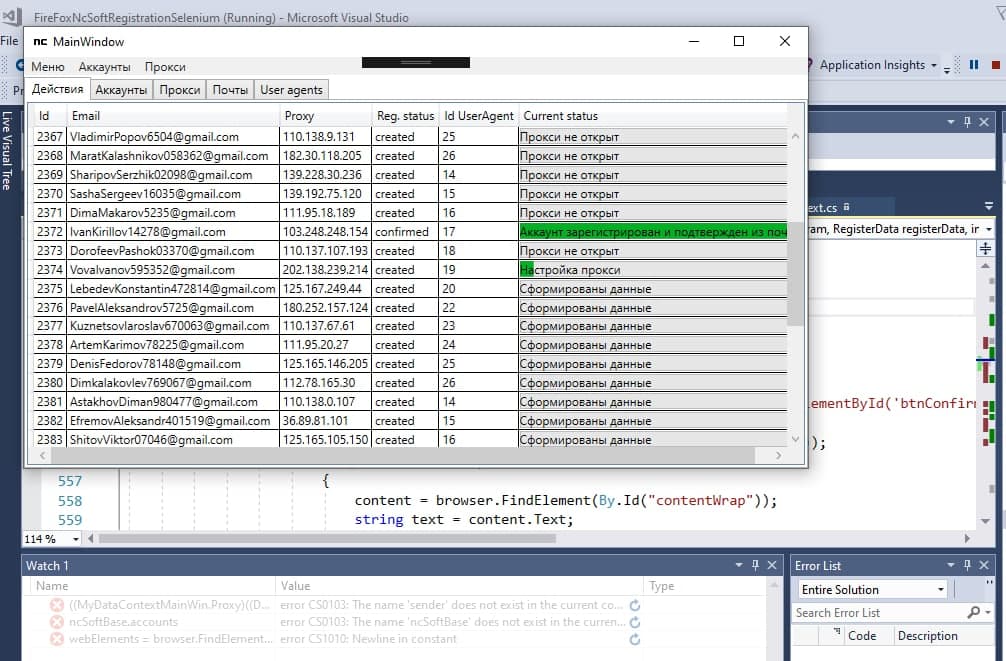 FireFoxNcSoftRegistrationSelenium (Running) - Microsoft Visual Studio
File
nc MainWindow
Меню Аккаунты Прокси
Application Insights
Действия Аккаунты Прокси Почты User agents
Live Visual Tree
Id Email Proxy Reg. status Id UserAgent Current status
2367 VladimirPopov6504@gmail.com 110.138.9.131 created 25 Прокси не открыт
2368 MaratKalashnikov058362@gmail.com 182.30.118.205 created 26 Прокси не открыт
2369 SharipovSerzhik02098@gmail.com 139.228.30.236 created 14 Прокси не открыт
2370 SashaSergeev16035@gmail.com 139.192.75.120 created 15 Прокси не открыт
2371 DimaMakarov5235@gmail.com 111.95.18.189 created 16 Прокси не открыт
ext.cs
2372 IvanKirillov14278@gmail.com 103.248.248.154 confirmed 17 Аккаунт зарегистрирован и подтвержден из поч
ram, RegisterData registerData, ir
2373 DorofeevPashok03370@gmail.com 110.137.107.193 created 18 Прокси не открыт
2374 VovaIvanov595352@gmail.com 202.138.239.214 created 19 Настройка прокси
2375 LebedevKonstantin472814@gmail.com 125.167.249.44 created 20 Сформированы данные
2376 PavelAleksandrov5725@gmail.com 180.252.157.124 created 22 Сформированы данные
2377 KuznetsovIaroslav670063@gmail.com 110.137.67.61 created 23 Сформированы данные
2378 ArtemKarimov78225@gmail.com 111.95.20.27 created 24 Сформированы данные
2379 DenisFedorov78148@gmail.com 125.165.146.205 created 25 Сформированы данные
2380 DimkaIakovlev769067@gmail.com 112.78.165.30 created 26 Сформированы данные
2381 AstakhovDiman980477@gmail.com 110.138.0.107 created 14 Сформированы данные
ementById('btnConfir
2382 EfremovAleksandr401519@gmail.com 36.89.81.101 created 15 Сформированы данные
2383 ShitovViktor07046@gmail.com 125.165.105.150 created 16 Сформированы данные
);
557 {
558 content = browser.FindElement(By.Id("contentWrap"));
559 string text = content.Text;
114 %
Watch 1
Name Value Type
((MyDataContextMainWin.Proxy)((D... error CS0103: The name 'sender' does not exist in the current co...
ncSoftBase.accounts error CS0103: The name 'ncSoftBase' does not exist in the curren...
webElements = browser.FindElement... error CS1010: Newline in constant
Error List
Entire Solution
Search Error List
Code Description